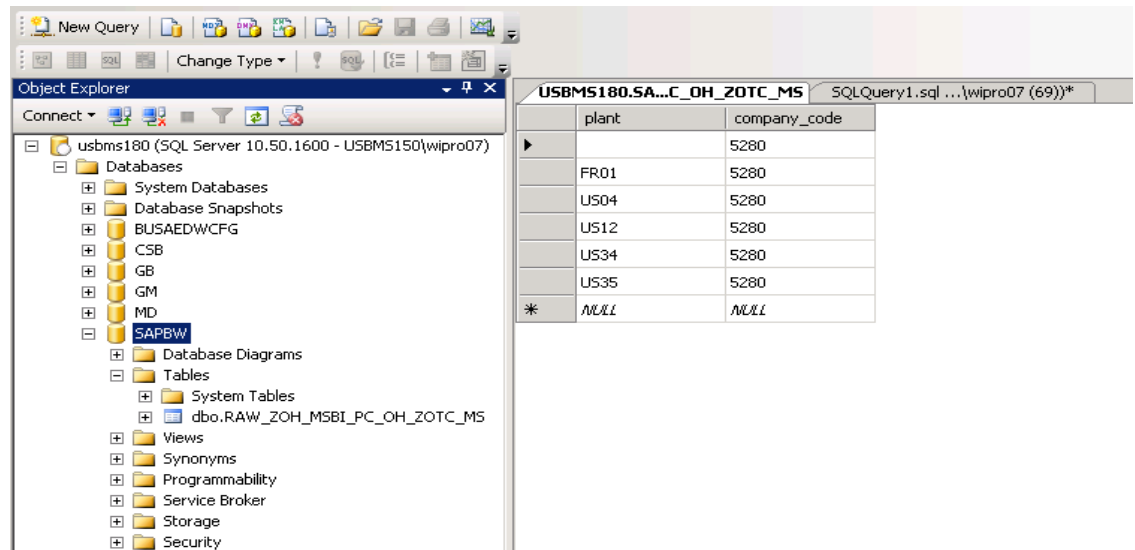 New Query
SQL Change Type ! SQL
Object Explorer
Connect
usbms180 (SQL Server 10.50.1600 - USBMS150\wipro07)
Databases
System Databases
Database Snapshots
BUSAEDWCFG
CSB
GB
GM
MD
SAPBW
Database Diagrams
Tables
System Tables
dbo.RAW_ZOH_MSBI_PC_OH_ZOTC_MS
Views
Synonyms
Programmability
Service Broker
Storage
Security
USBMS180.SA...C_OH_ZOTC_MS SQLQuery1.sql ...\wipro07 (69))*
plant company_code
5280
FR01 5280
US04 5280
US12 5280
US34 5280
US35 5280
* NULL NULL